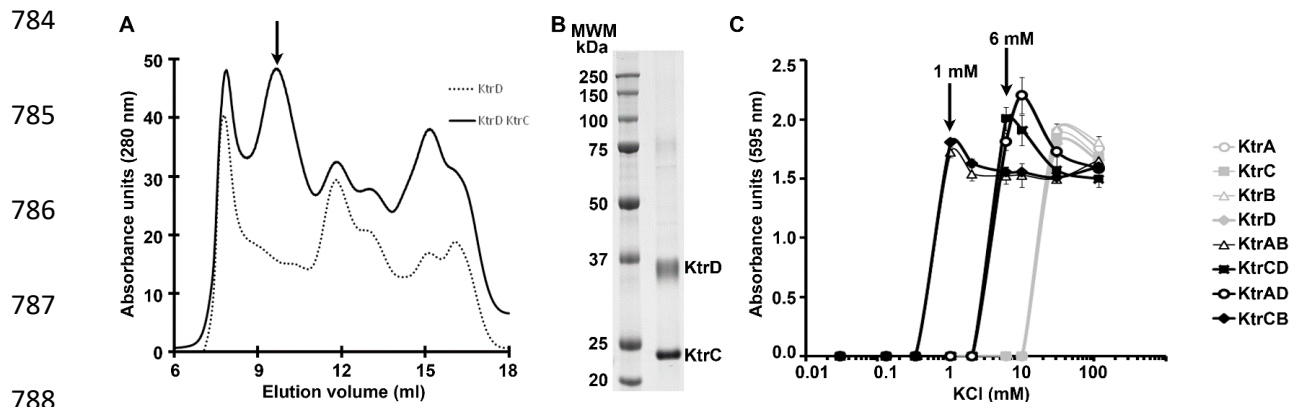 784
785
786
787
788
A
Absorbance units (280 nm)
50
40
30
20
10
0
6 9 12 15 18
Elution volume (ml)
KtrD
KtrD KtrC
B
MWM
kDa
250
150
100
75
50
37
25
20
KtrD
KtrC
C
Absorbance units (595 nm)
2.5
2.0
1.5
1.0
0.5
0.0
0.01 0.1 1 10 100
KCl (mM)
1 mM
6 mM
KtrA
KtrC
KtrB
KtrD
KtrAB
KtrCD
KtrAD
KtrCB